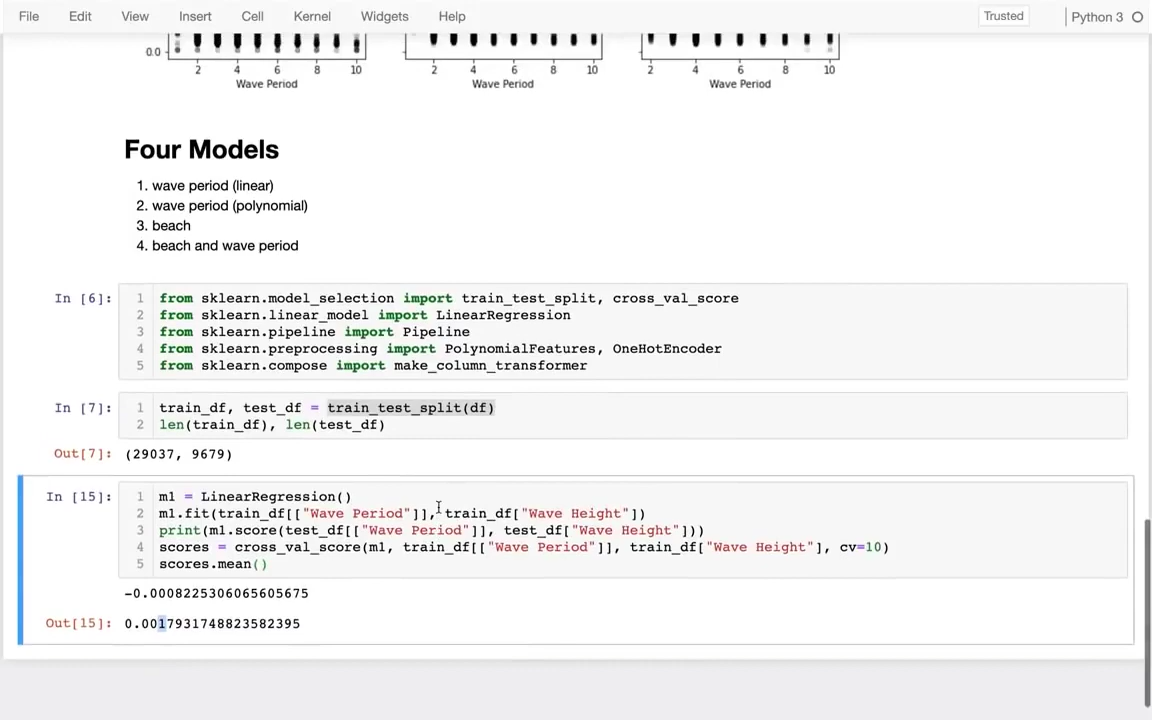 File Edit View Insert Cell Kernel Widgets Help Trusted Python 3
0.0
2 4 6 8 10 2 4 6 8 10 2 4 6 8 10
Wave Period Wave Period Wave Period
Four Models
1. wave period (linear)
2. wave period (polynomial)
3. beach
4. beach and wave period
In [6]: 1 from sklearn.model_selection import train_test_split, cross_val_score
2 from sklearn.linear_model import LinearRegression
3 from sklearn.pipeline import Pipeline
4 from sklearn.preprocessing import PolynomialFeatures, OneHotEncoder
5 from sklearn.compose import make_column_transformer
In [7]: 1 train_df, test_df = train_test_split(df)
2 len(train_df), len(test_df)
Out[7]: (29037, 9679)
In [15]: 1 m1 = LinearRegression()
2 m1.fit(train_df[["Wave Period"]], train_df["Wave Height"])
3 print(m1.score(test_df[["Wave Period"]], test_df["Wave Height"]))
4 scores = cross_val_score(m1, train_df[["Wave Period"]], train_df["Wave Height"], cv=10)
5 scores.mean()
-0.0008225306065605675
Out[15]: 0.0017931748823582395